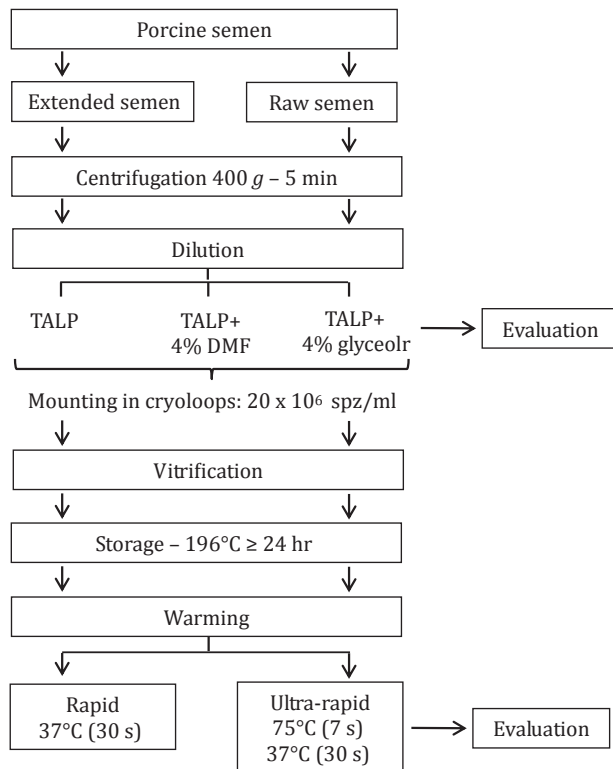 Porcine semen
Extended semen
Raw semen
Centrifugation 400 g – 5 min
Dilution
TALP
TALP+
4% DMF
TALP+
4% glyceolr
Evaluation
Mounting in cryoloops: 20 x 10⁶ spz/ml
Vitrification
Storage – 196°C ≥ 24 hr
Warming
Rapid
37°C (30 s)
Ultra-rapid
75°C (7 s)
37°C (30 s)
Evaluation